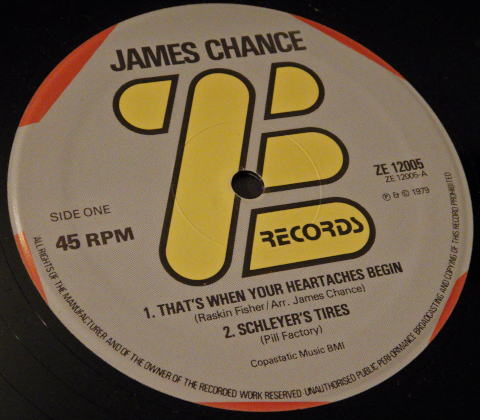 JAMES CHANCE
ZE
RECORDS
ZE 12005
ZE 12005-A
℗ & © 1979
SIDE ONE
45 RPM
1. THAT'S WHEN YOUR HEARTACHES BEGIN
(Raskin Fisher/Arr. James Chance)
2. SCHLEYER'S TIRES
(Pill Factory)
Copastatic Music BMI
ALL RIGHTS OF THE MANUFACTURER AND OF THE OWNER OF THE RECORDED WORK RESERVED · UNAUTHORISED PUBLIC PERFORMANCE BROADCASTING AND COPYING OF THIS RECORD PROHIBITED